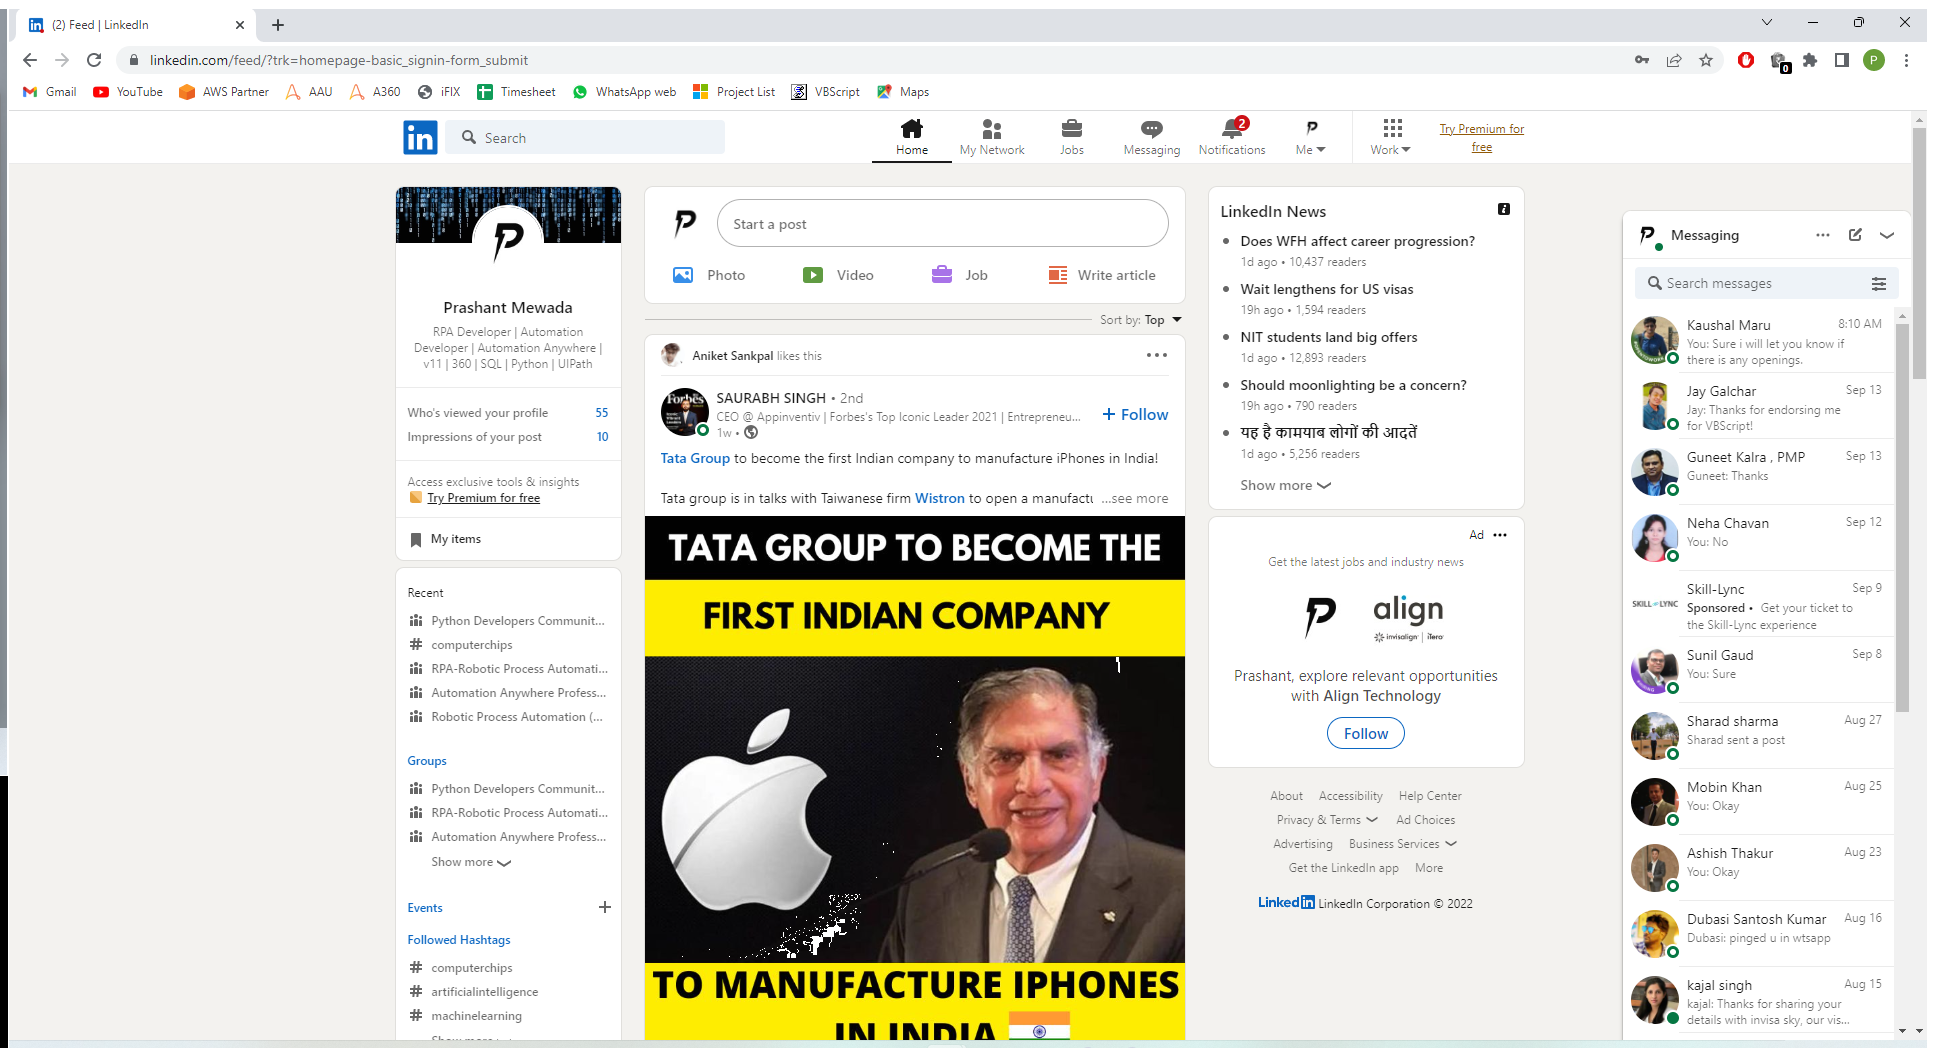 (2) Feed | LinkedIn
linkedin.com/feed/?trk=homepage-basic_signin-form_submit
P
0
Gmail
YouTube
AWS Partner
AAU
A360
iFIX
Timesheet
WhatsApp web
Project List
VBScript
Maps
in
Search
Home
My Network
Jobs
Messaging
2
Notifications
Me
Work
Try Premium for
free
Prashant Mewada
RPA Developer | Automation
Developer | Automation Anywhere |
v11 | 360 | SQL | Python | UIPath
Who's viewed your profile 55
Impressions of your post 10
Access exclusive tools & insights
Try Premium for free
My items
Recent
Python Developers Communit...
# computerchips
RPA-Robotic Process Automati...
Automation Anywhere Profess...
Robotic Process Automation (...
Groups
Python Developers Communit...
RPA-Robotic Process Automati...
Automation Anywhere Profess...
Show more
Events +
Followed Hashtags
# computerchips
# artificialintelligence
# machinelearning
Show more
Start a post
Photo
Video
Job
Write article
Sort by: Top
Aniket Sankpal likes this
Forbes
SAURABH SINGH • 2nd
CEO @ Appinventiv | Forbes's Top Iconic Leader 2021 | Entrepreneu...
1w •
+ Follow
Tata Group to become the first Indian company to manufacture iPhones in India!
Tata group is in talks with Taiwanese firm Wistron to open a manufactu ...see more
TATA GROUP TO BECOME THE
FIRST INDIAN COMPANY
TO MANUFACTURE IPHONES
IN INDIA
LinkedIn News
Does WFH affect career progression?
1d ago • 10,437 readers
Wait lengthens for US visas
19h ago • 1,594 readers
NIT students land big offers
1d ago • 12,893 readers
Should moonlighting be a concern?
19h ago • 790 readers
यह है कामयाब लोगों की आदतें
1d ago • 5,256 readers
Show more
Ad
Get the latest jobs and industry news
align
invisalign | iTero
Prashant, explore relevant opportunities
with Align Technology
Follow
About Accessibility Help Center
Privacy & Terms Ad Choices
Advertising Business Services
Get the LinkedIn app More
LinkedIn LinkedIn Corporation © 2022
Messaging
Search messages
Kaushal Maru 8:10 AM
You: Sure i will let you know if
there is any openings.
Jay Galchar Sep 13
Jay: Thanks for endorsing me
for VBScript!
Guneet Kalra , PMP Sep 13
Guneet: Thanks
Neha Chavan Sep 12
You: No
SKILL-LYNC
Skill-Lync Sep 9
Sponsored • Get your ticket to
the Skill-Lync experience
Sunil Gaud Sep 8
You: Sure
Sharad sharma Aug 27
Sharad sent a post
Mobin Khan Aug 25
You: Okay
Ashish Thakur Aug 23
You: Okay
Dubasi Santosh Kumar Aug 16
Dubasi: pinged u in wtsapp
kajal singh Aug 15
kajal: Thanks for sharing your
details with invisa sky, our vis...